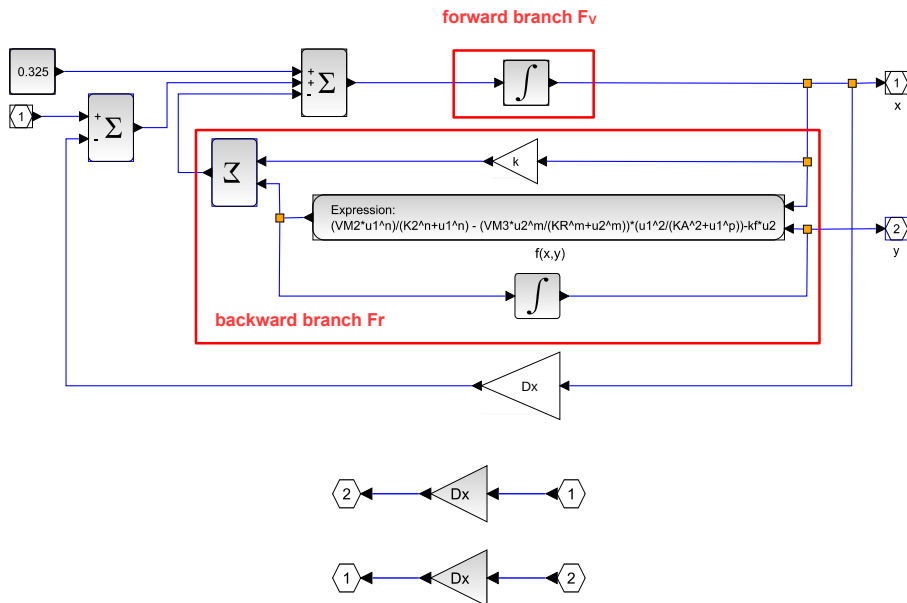 forward branch Fv
0.325
+
+
-
Σ
∫
1
x
1
+
-
Σ
Σ
k
Expression:
(VM2*u1^n)/(K2^n+u1^n) - (VM3*u2^m/(KR^m+u2^m))*(u1^2/(KA^2+u1^p))-kf*u2
2
y
f(x,y)
∫
backward branch Fr
Dx
2
Dx
1
1
Dx
2